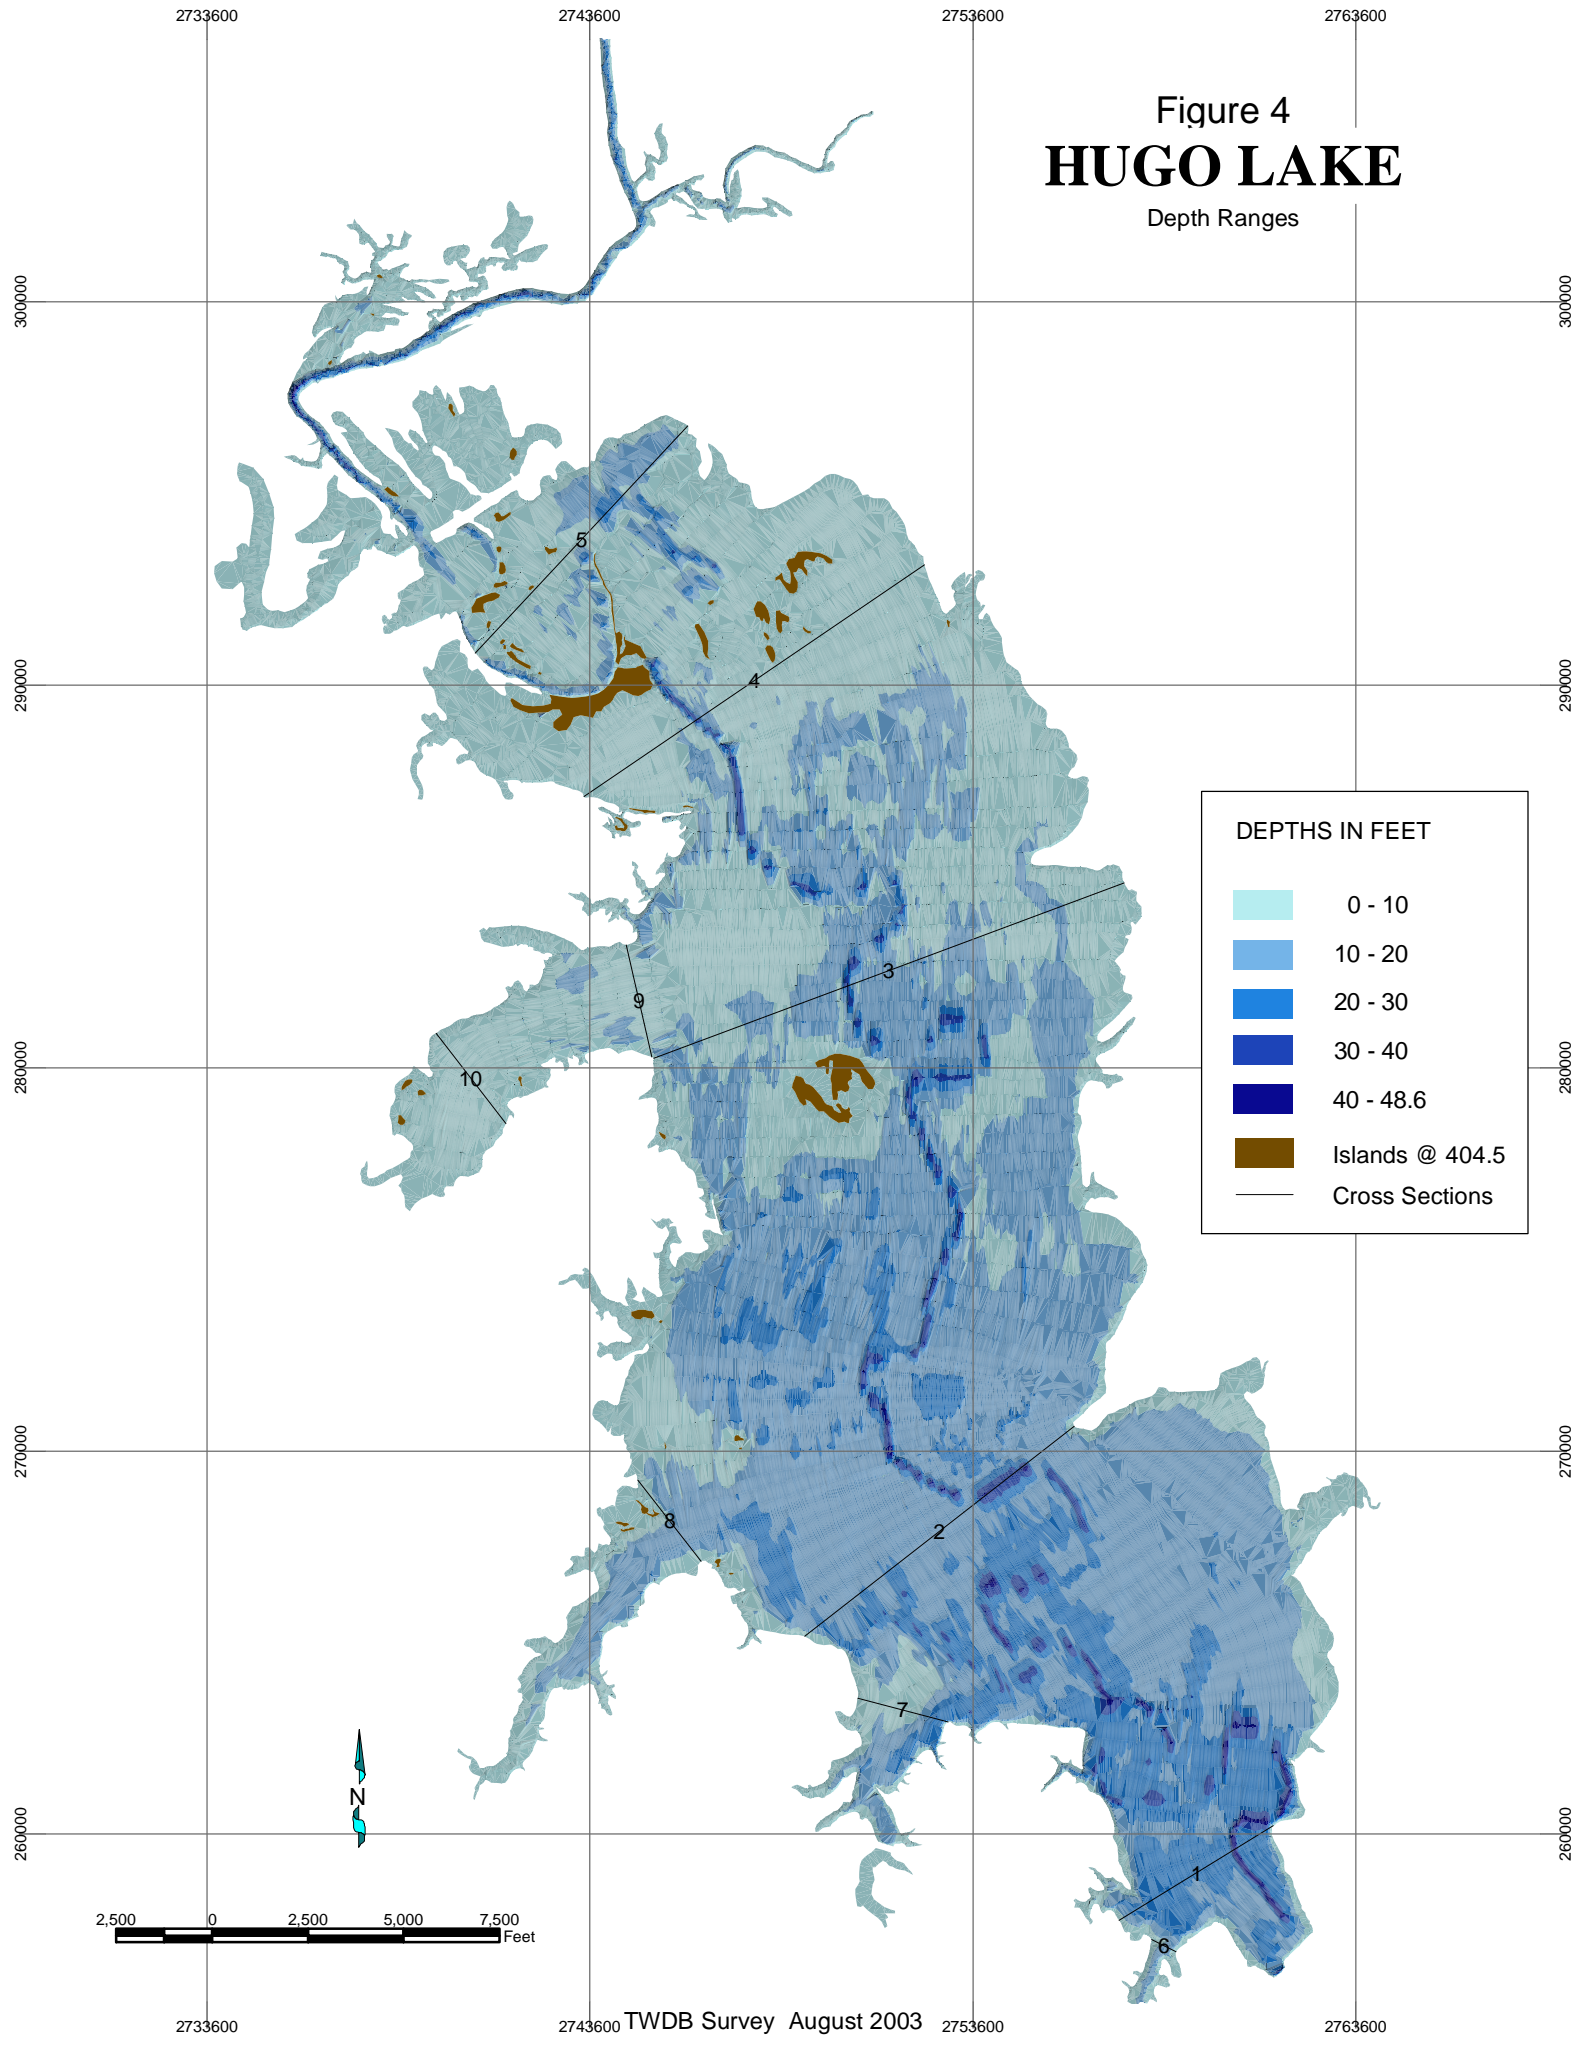 2733600 2743600 2753600 2763600
Figure 4
HUGO LAKE
Depth Ranges
300000 300000
5
4
290000 290000
DEPTHS IN FEET
0 - 10
10 - 20
20 - 30
30 - 40
40 - 48.6
Islands @ 404.5
Cross Sections
3
9
10
280000 280000
270000 270000
8
2
7
N
260000 260000
1
6
2,500 0 2,500 5,000 7,500
Feet
TWDB Survey August 2003
2733600 2743600 2753600 2763600